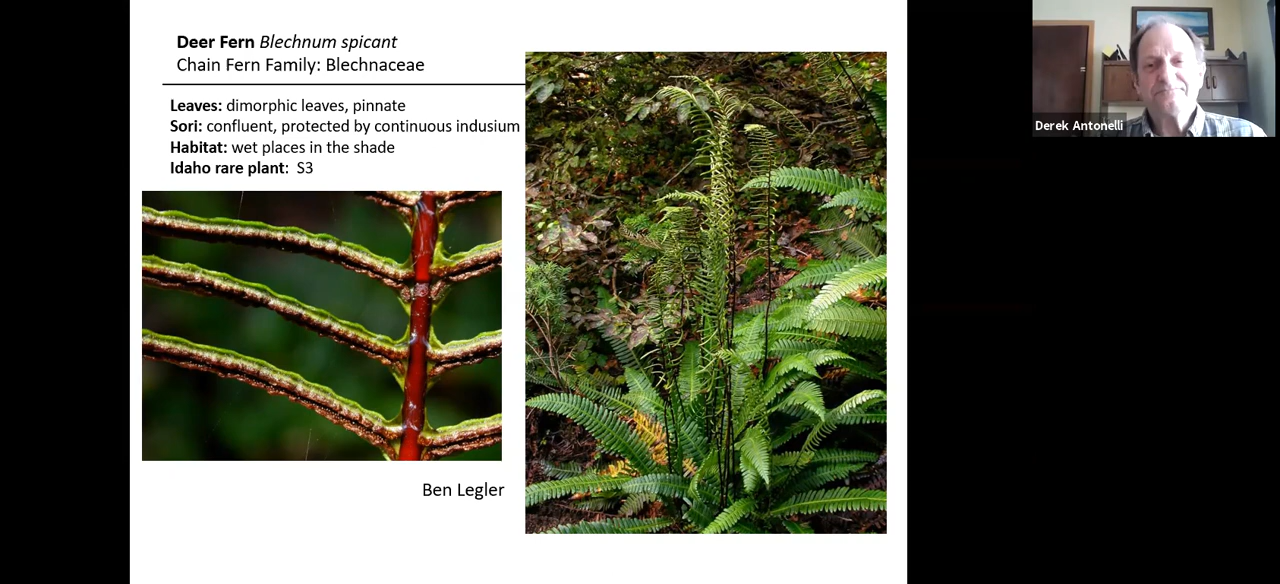 Deer Fern Blechnum spicant
Chain Fern Family: Blechnaceae
Leaves: dimorphic leaves, pinnate
Sori: confluent, protected by continuous indusium
Habitat: wet places in the shade
Idaho rare plant: S3
Ben Legler
Derek Antonelli